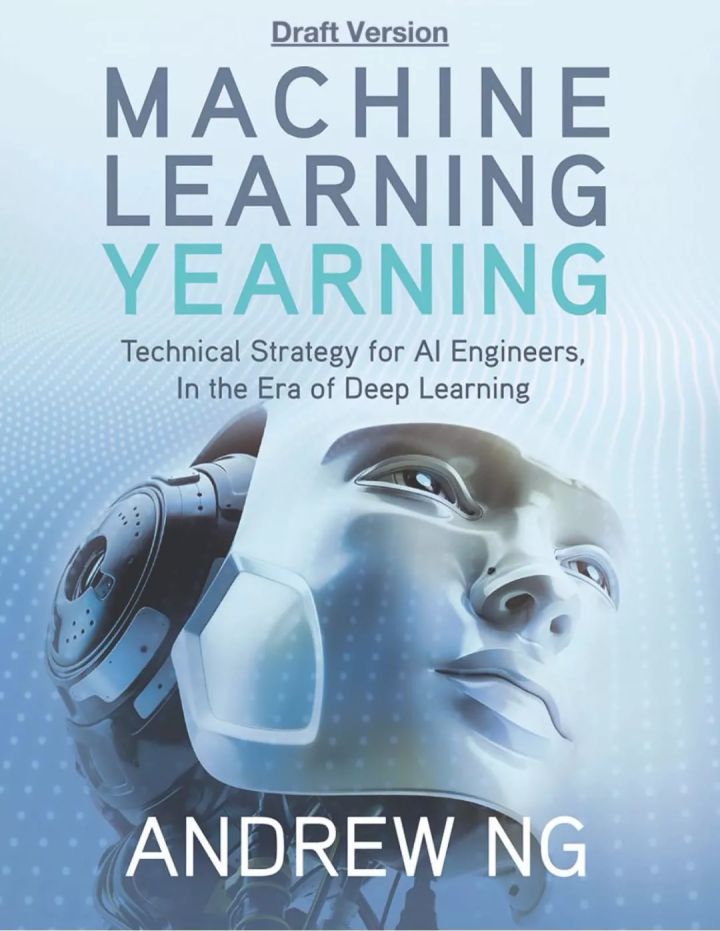 Draft Version
MACHINE
LEARNING
YEARNING
Technical Strategy for AI Engineers,
In the Era of Deep Learning
ANDREW NG